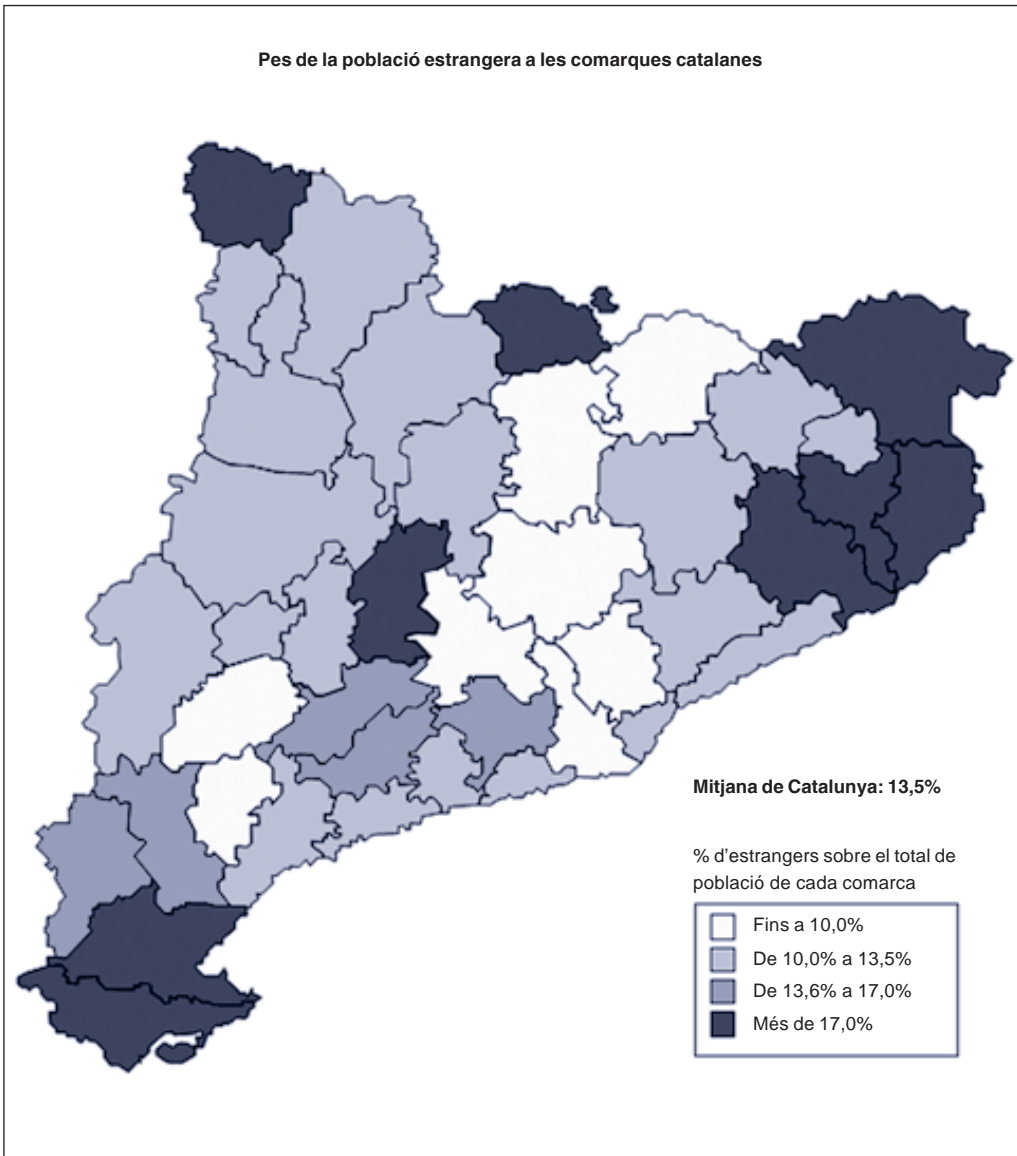 Pes de la població estrangera a les comarques catalanes
Mitjana de Catalunya: 13,5%
% d'estrangers sobre el total de
població de cada comarca
Fins a 10,0%
De 10,0% a 13,5%
De 13,6% a 17,0%
Més de 17,0%